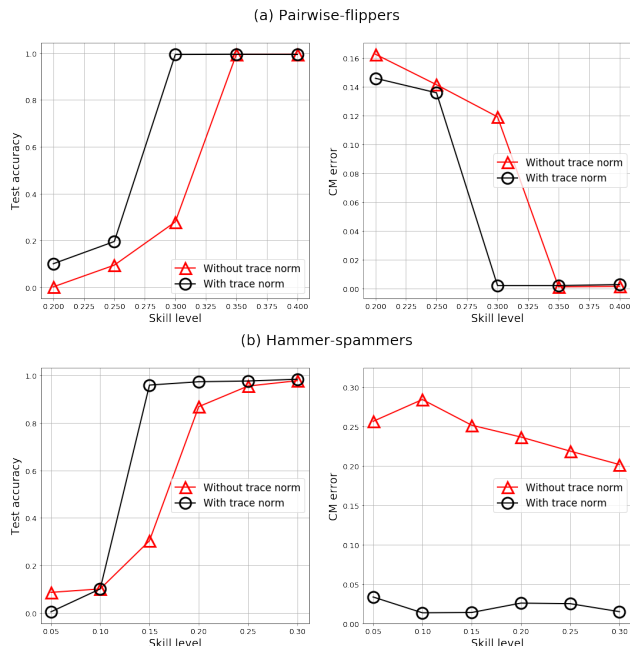 (a) Pairwise-flippers
Test accuracy
1.0
0.8
0.6
0.4
0.2
0.0
Without trace norm
With trace norm
0.200 0.225 0.250 0.275 0.300 0.325 0.350 0.375 0.400
Skill level
CM error
0.16
0.14
0.12
0.10
0.08
0.06
0.04
0.02
0.00
Without trace norm
With trace norm
0.200 0.225 0.250 0.275 0.300 0.325 0.350 0.375 0.400
Skill level
(b) Hammer-spammers
Test accuracy
1.0
0.8
0.6
0.4
0.2
0.0
Without trace norm
With trace norm
0.05 0.10 0.15 0.20 0.25 0.30
Skill level
CM error
0.30
0.25
0.20
0.15
0.10
0.05
0.00
Without trace norm
With trace norm
0.05 0.10 0.15 0.20 0.25 0.30
Skill level